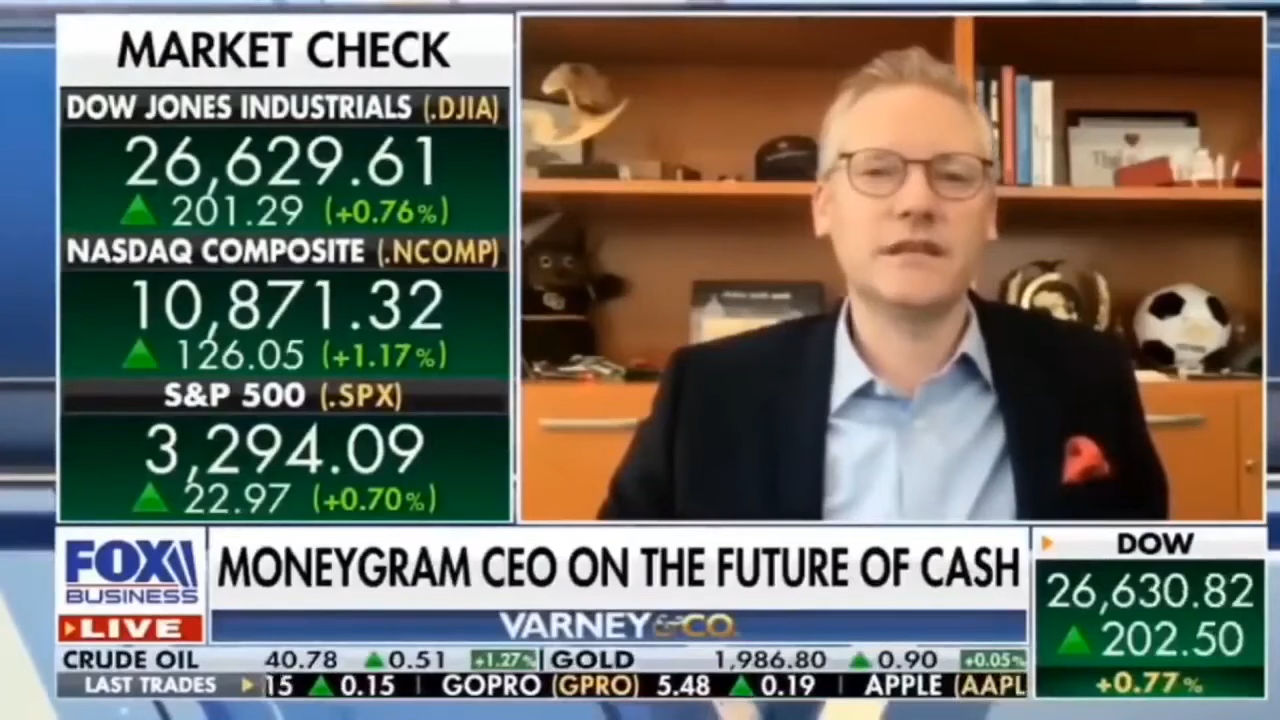 MARKET CHECK
DOW JONES INDUSTRIALS (.DJIA)
26,629.61
201.29 (+0.76%)
NASDAQ COMPOSITE (.NCOMP)
10,871.32
126.05 (+1.17%)
S&P 500 (.SPX)
3,294.09
22.97 (+0.70%)
FOX
BUSINESS
LIVE
MONEYGRAM CEO ON THE FUTURE OF CASH
VARNEY & CO.
DOW
26,630.82
202.50
+0.77%
CRUDE OIL 40.78 0.51 +1.27% GOLD 1,986.80 0.90 +0.05%
LAST TRADES 15 0.15 GOPRO (GPRO) 5.48 0.19 APPLE (AAPL